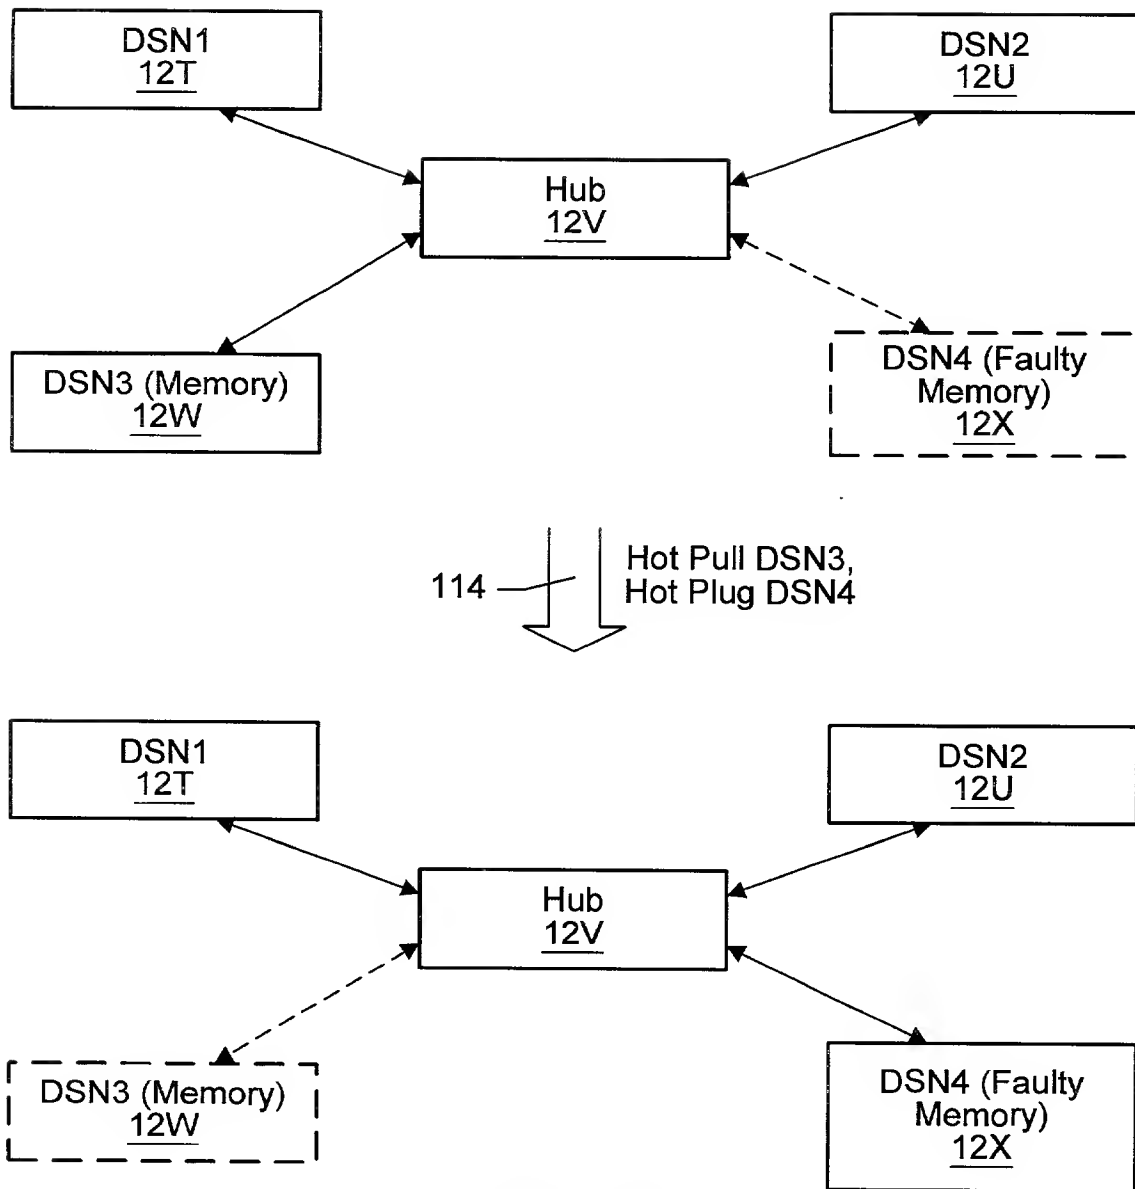 DSN1
12T
DSN2
12U
Hub
12V
DSN3 (Memory)
12W
DSN4 (Faulty
Memory)
12X
114
Hot Pull DSN3,
Hot Plug DSN4
DSN1
12T
DSN2
12U
Hub
12V
DSN3 (Memory)
12W
DSN4 (Faulty
Memory)
12X